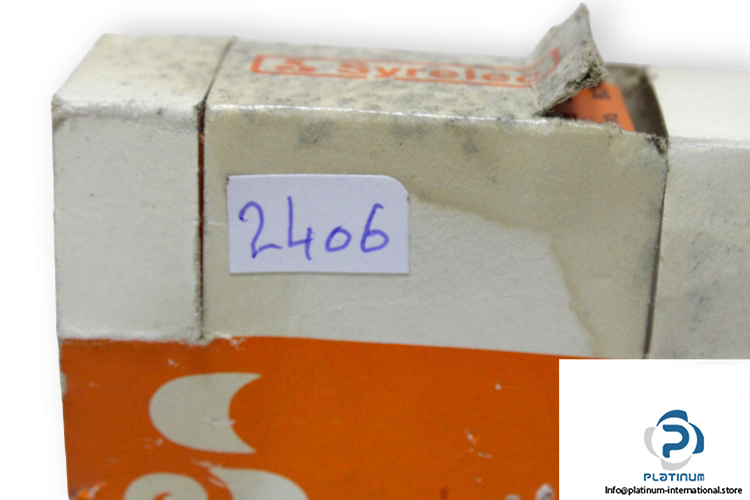 Syrelec
2406
PLATINUM
Info@platinum-international.store